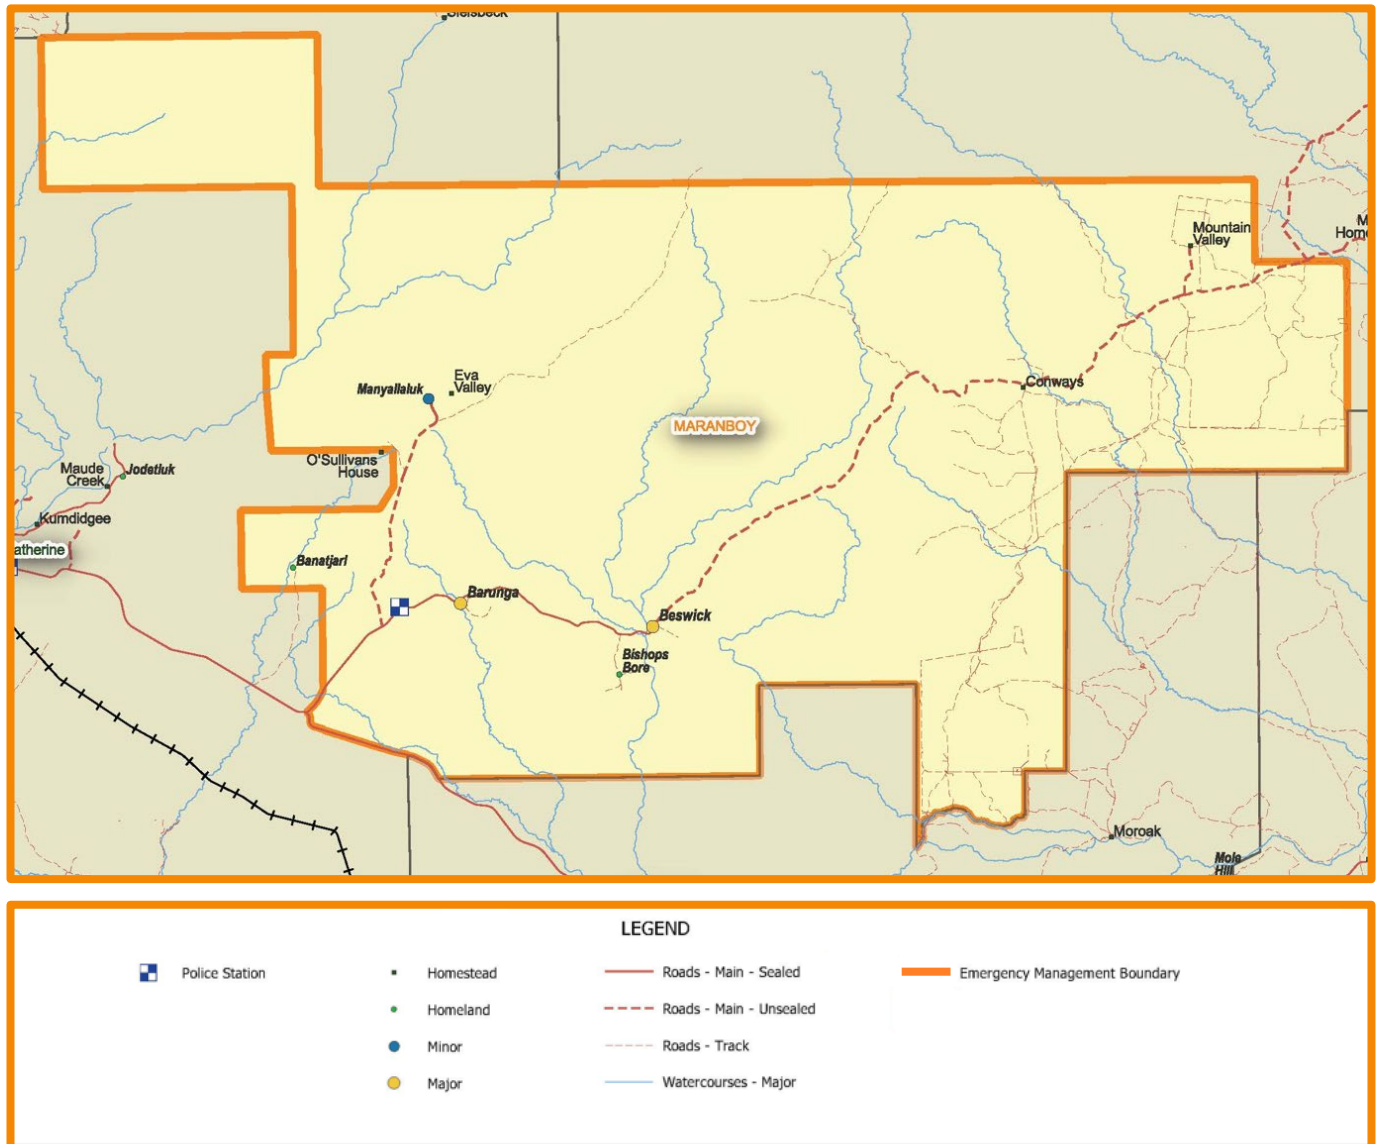 Sleisbeck
Mountain
Valley
M
Home
Eva
Valley
Manyallaluk
Conways
MARANBOY
O'Sullivans
House
Maude
Creek
Jodetluk
Kumdidgee
atherine
Banatjarl
Barunga
Beswick
Bishops
Bore
Moroak
Mole
Hill
LEGEND
Police Station
Homestead
Roads - Main - Sealed
Emergency Management Boundary
Homeland
Roads - Main - Unsealed
Minor
Roads - Track
Major
Watercourses - Major